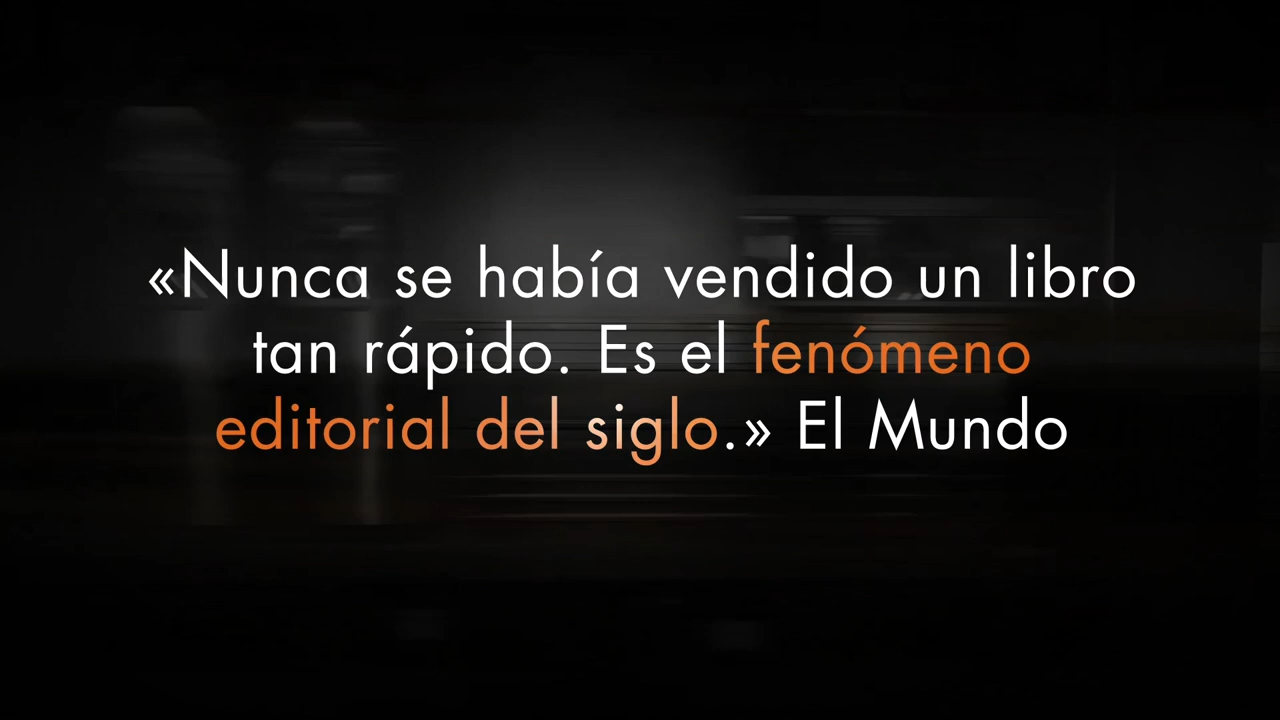 «Nunca se había vendido un libro
tan rápido. Es el fenómeno
editorial del siglo.» El Mundo